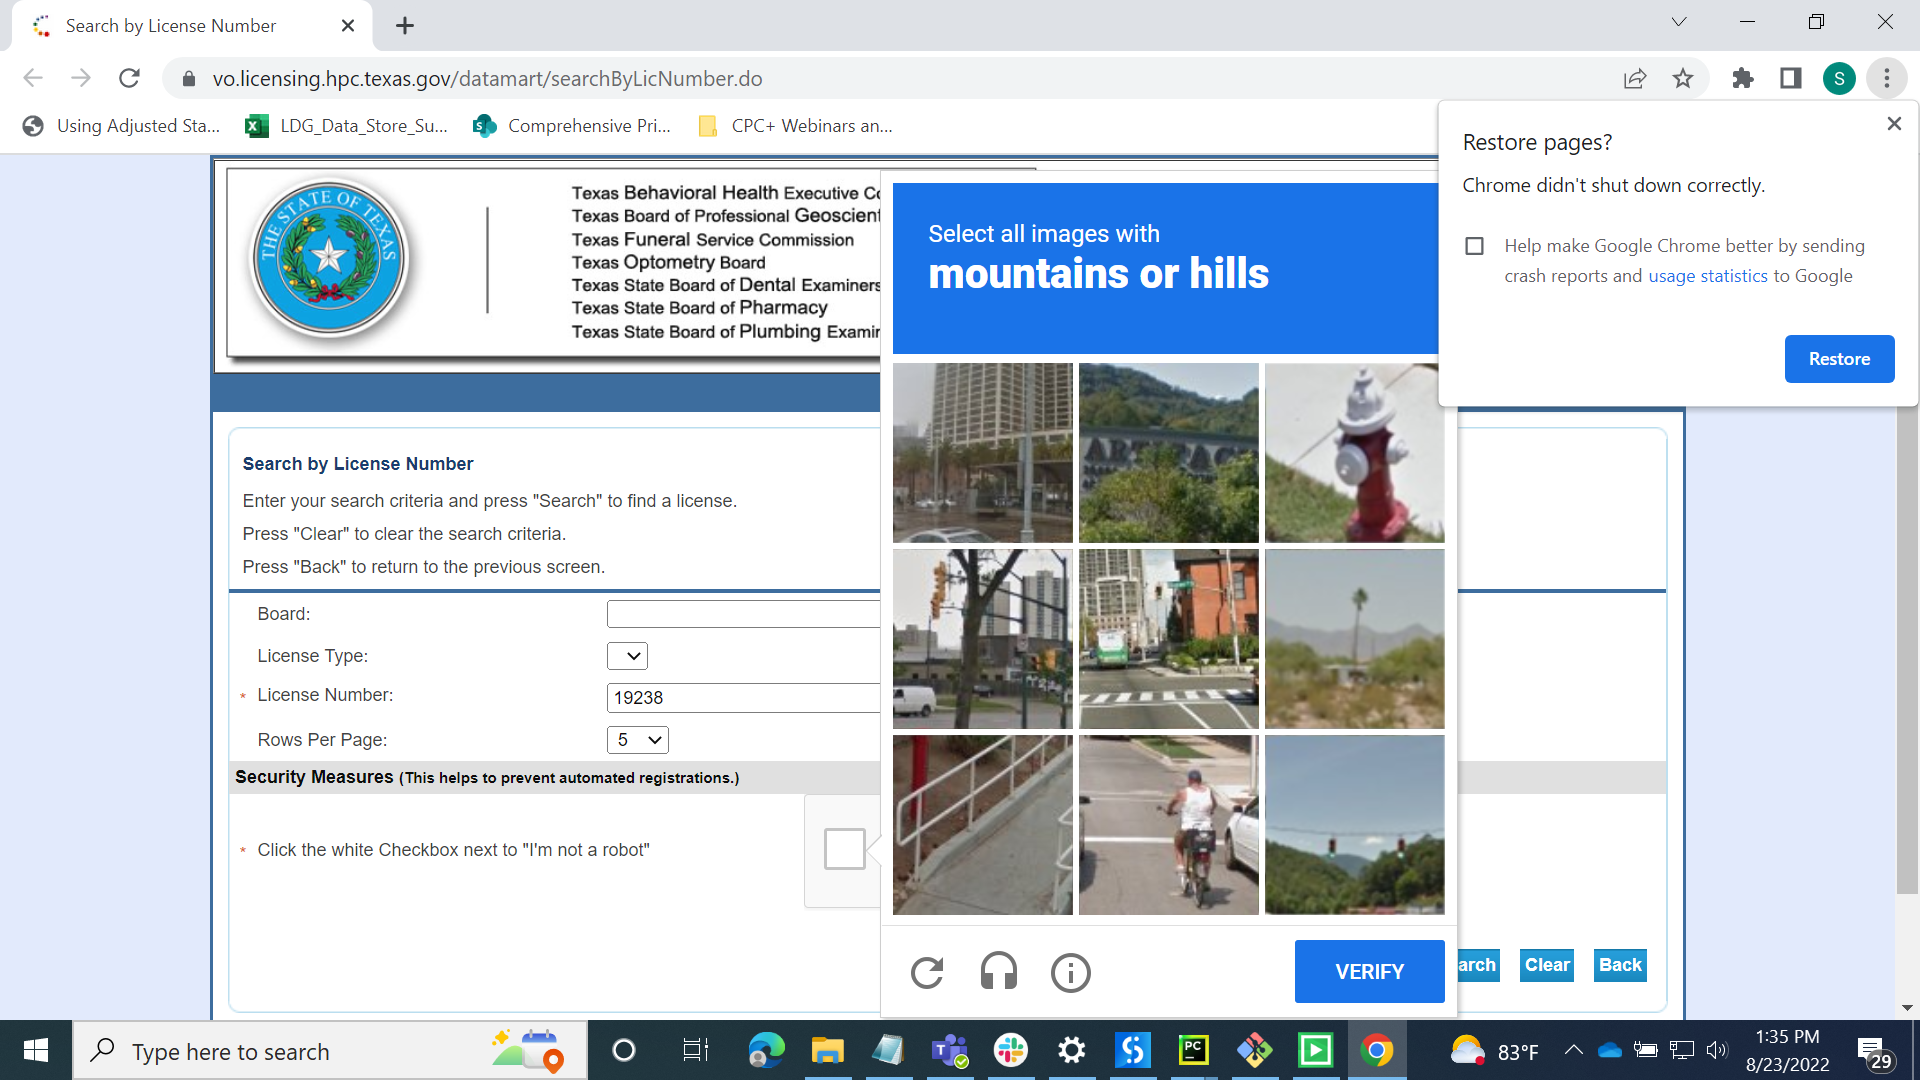 Search by License Number
vo.licensing.hpc.texas.gov/datamart/searchByLicNumber.do
S
Using Adjusted Sta...
LDG_Data_Store_Su...
Comprehensive Pri...
CPC+ Webinars an...
Restore pages?
Chrome didn't shut down correctly.
Help make Google Chrome better by sending
crash reports and usage statistics to Google
Restore
THE STATE OF TEXAS
Texas Behavioral Health Executive Co
Texas Board of Professional Geoscient
Texas Funeral Service Commission
Texas Optometry Board
Texas State Board of Dental Examiners
Texas State Board of Pharmacy
Texas State Board of Plumbing Examin
Select all images with
mountains or hills
Search by License Number
Enter your search criteria and press "Search" to find a license.
Press "Clear" to clear the search criteria.
Press "Back" to return to the previous screen.
Board:
License Type:
* License Number:
19238
Rows Per Page:
5
Security Measures (This helps to prevent automated registrations.)
* Click the white Checkbox next to "I'm not a robot"
VERIFY
arch
Clear
Back
Type here to search
PC
83°F
1:35 PM
8/23/2022
29